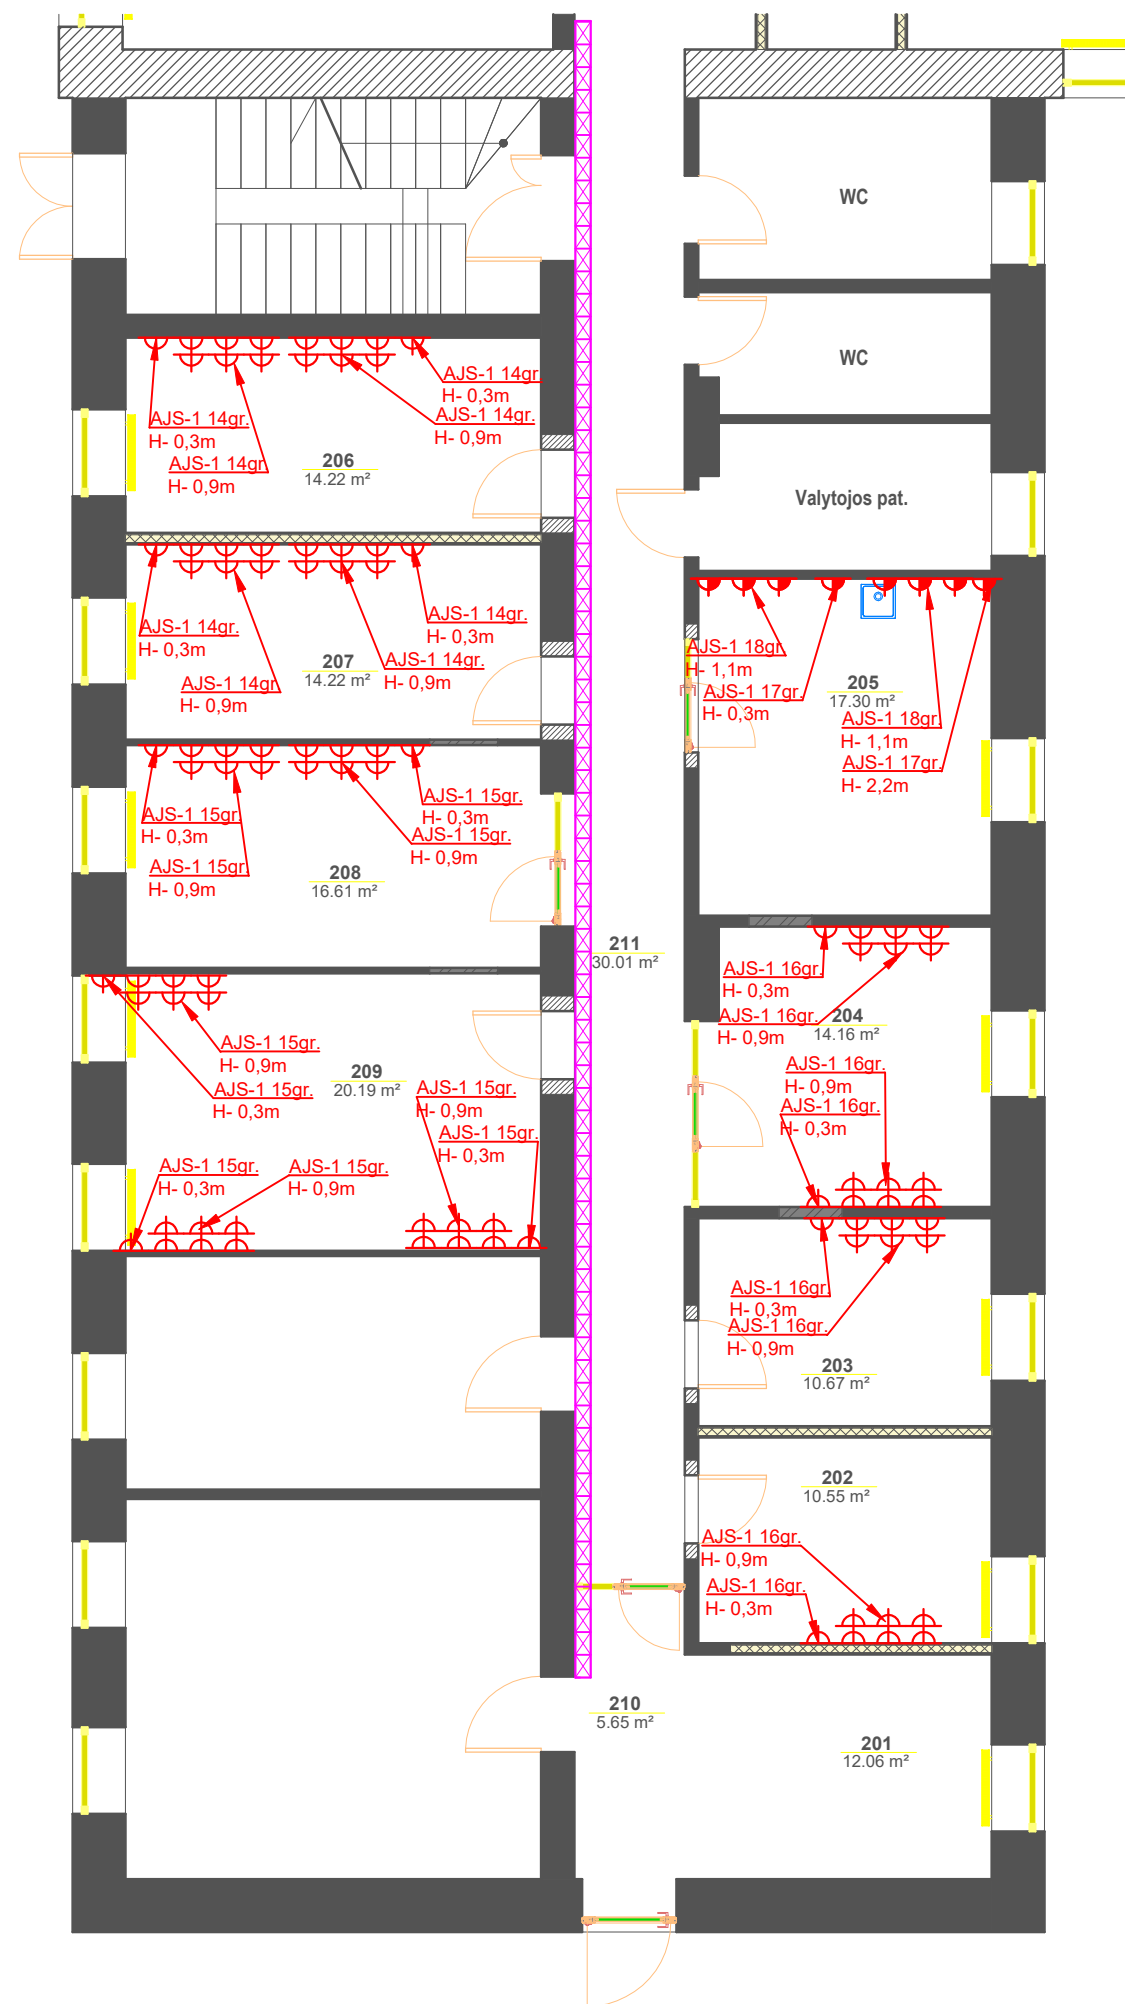 WC
WC
Valytojos pat.
AJS-1 14gr.
H- 0,3m
AJS-1 14gr.
H- 0,9m
AJS-1 14gr.
H- 0,3m
AJS-1 14gr.
H- 0,9m
206
14.22 m²
AJS-1 14gr.
H- 0,3m
AJS-1 14gr.
H- 0,3m
AJS-1 14gr.
H- 0,9m
AJS-1 14gr.
H- 0,9m
207
14.22 m²
AJS-1 18gr.
H- 1,1m
AJS-1 17gr.
H- 0,3m
205
17.30 m²
AJS-1 18gr.
H- 1,1m
AJS-1 17gr.
H- 2,2m
AJS-1 15gr.
H- 0,3m
AJS-1 15gr.
H- 0,3m
AJS-1 15gr.
H- 0,9m
AJS-1 15gr.
H- 0,9m
208
16.61 m²
211
30.01 m²
AJS-1 16gr.
H- 0,3m
AJS-1 16gr.
H- 0,9m
204
14.16 m²
AJS-1 16gr.
H- 0,9m
AJS-1 16gr.
H- 0,3m
AJS-1 15gr.
H- 0,9m
AJS-1 15gr.
H- 0,3m
209
20.19 m²
AJS-1 15gr.
H- 0,9m
AJS-1 15gr.
H- 0,3m
AJS-1 15gr.
H- 0,3m
AJS-1 15gr.
H- 0,9m
AJS-1 16gr.
H- 0,3m
AJS-1 16gr.
H- 0,9m
203
10.67 m²
202
10.55 m²
AJS-1 16gr.
H- 0,9m
AJS-1 16gr.
H- 0,3m
210
5.65 m²
201
12.06 m²